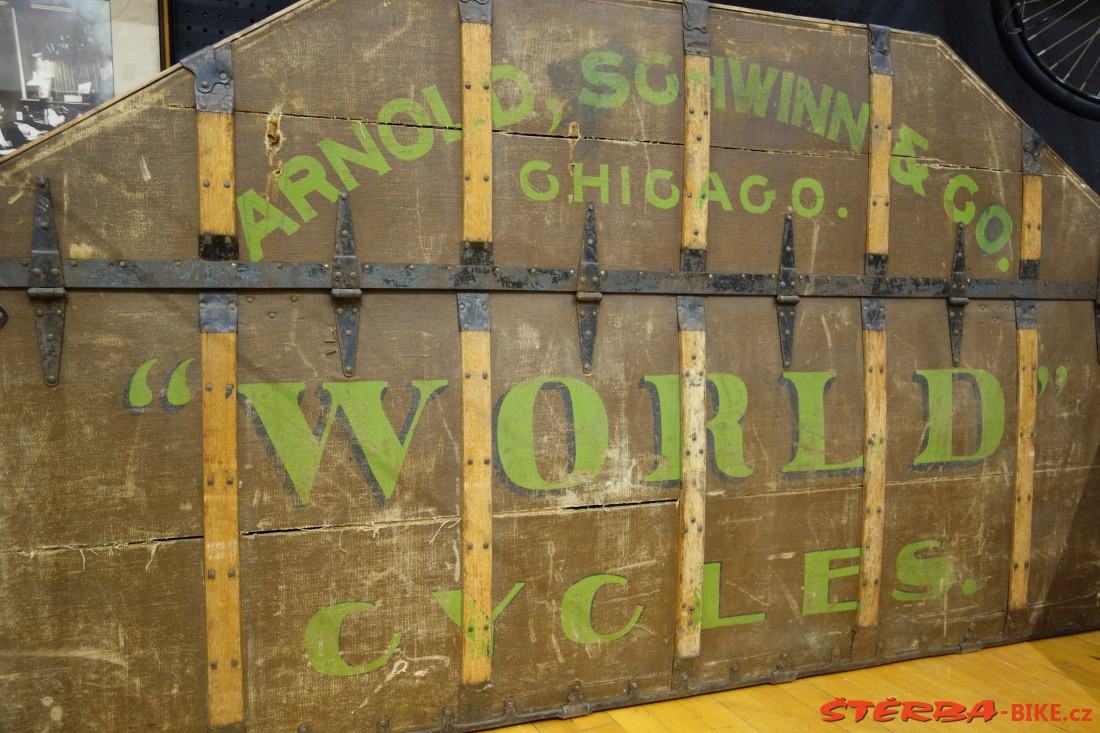 ARNOLD, SCHWINN & CO.
CHICAGO.
"WORLD"
CYCLES.
ŠTĚRBA-BIKE.cz